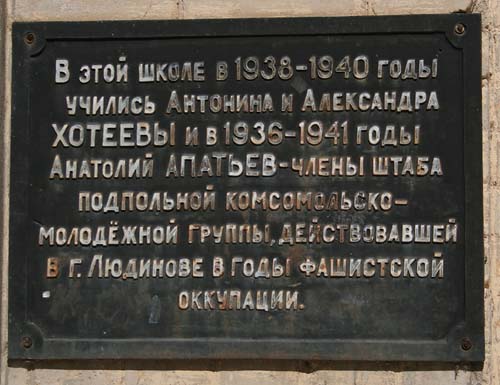 В этой школе в 1938-1940 годы
учились Антонина и Александра
ХОТЕЕВЫ и в 1936-1941 годы
Анатолий АПАТЬЕВ-члены штаба
подпольной комсомольско-
молодёжной группы, действовавшей
в г. Людинове в годы фашистской
оккупации.